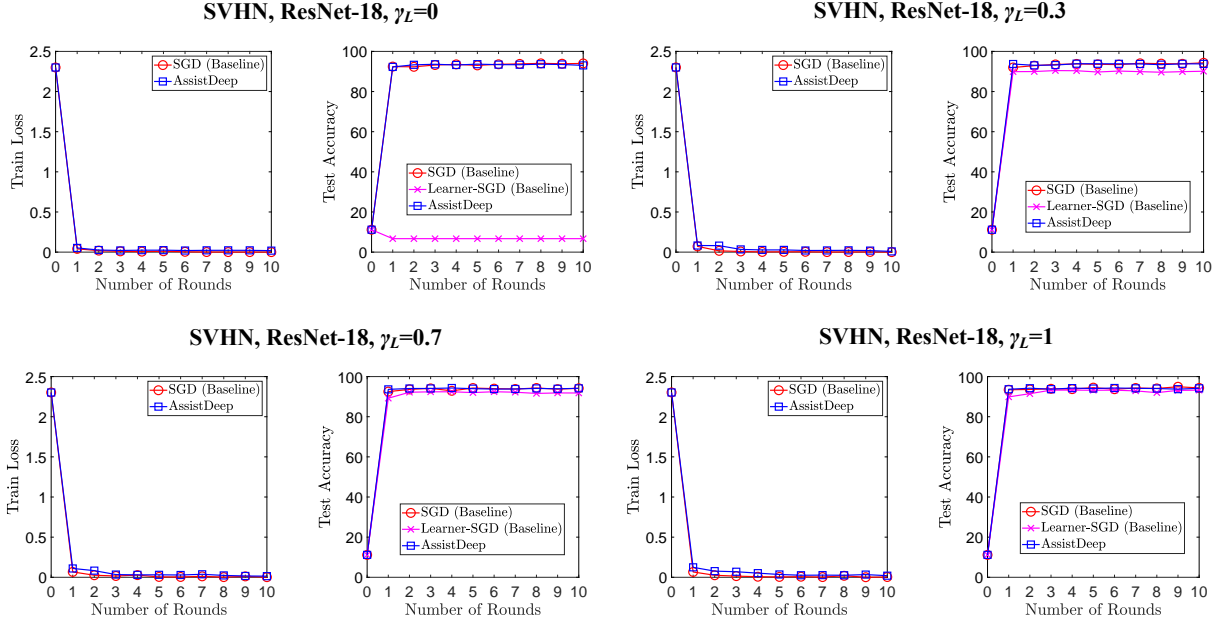 SVHN, ResNet-18, γL=0
2.5
2
1.5
1
0.5
0
Train Loss
0 1 2 3 4 5 6 7 8 9 10
Number of Rounds
SGD (Baseline)
AssistDeep
100
80
60
40
20
0
Test Accuracy
0 1 2 3 4 5 6 7 8 9 10
Number of Rounds
SGD (Baseline)
Learner-SGD (Baseline)
AssistDeep
SVHN, ResNet-18, γL=0.3
2.5
2
1.5
1
0.5
0
Train Loss
0 1 2 3 4 5 6 7 8 9 10
Number of Rounds
SGD (Baseline)
AssistDeep
100
80
60
40
20
0
Test Accuracy
0 1 2 3 4 5 6 7 8 9 10
Number of Rounds
SGD (Baseline)
Learner-SGD (Baseline)
AssistDeep
SVHN, ResNet-18, γL=0.7
2.5
2
1.5
1
0.5
0
Train Loss
0 1 2 3 4 5 6 7 8 9 10
Number of Rounds
SGD (Baseline)
AssistDeep
100
80
60
40
20
0
Test Accuracy
0 1 2 3 4 5 6 7 8 9 10
Number of Rounds
SGD (Baseline)
Learner-SGD (Baseline)
AssistDeep
SVHN, ResNet-18, γL=1
2.5
2
1.5
1
0.5
0
Train Loss
0 1 2 3 4 5 6 7 8 9 10
Number of Rounds
SGD (Baseline)
AssistDeep
100
80
60
40
20
0
Test Accuracy
0 1 2 3 4 5 6 7 8 9 10
Number of Rounds
SGD (Baseline)
Learner-SGD (Baseline)
AssistDeep